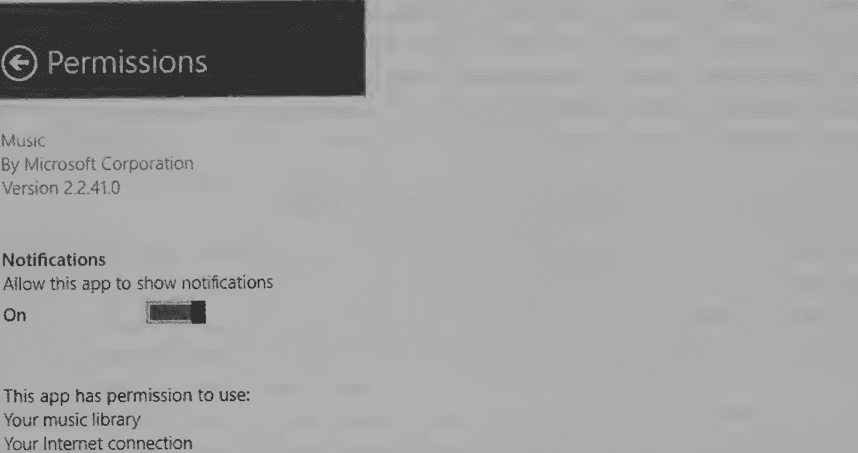 Permissions
Music
By Microsoft Corporation
Version 2.2.41.0
Notifications
Allow this app to show notifications
On
This app has permission to use:
Your music library
Your Internet connection